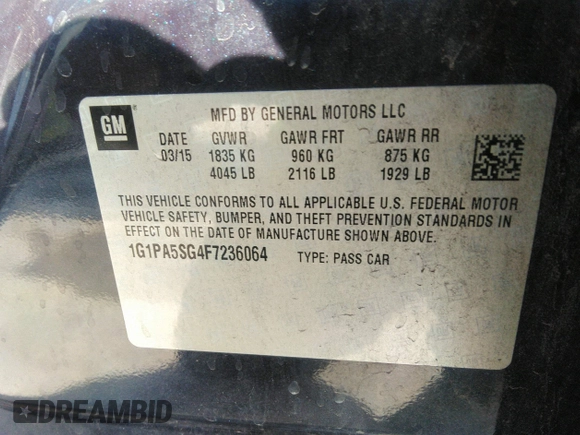 GM
MFD BY GENERAL MOTORS LLC
DATE GVWR GAWR FRT GAWR RR
03/15 1835 KG 960 KG 875 KG
4045 LB 2116 LB 1929 LB
THIS VEHICLE CONFORMS TO ALL APPLICABLE U.S. FEDERAL MOTOR
VEHICLE SAFETY, BUMPER, AND THEFT PREVENTION STANDARDS IN
EFFECT ON THE DATE OF MANUFACTURE SHOWN ABOVE.
1G1PA5SG4F7236064 TYPE: PASS CAR
DREAMBID